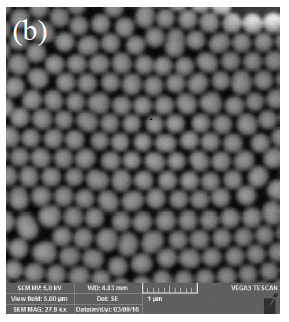 (b)
SEM HV: 5.0 kV WD: 4.83 mm VEGA3 TESCAN
View field: 5.00 µm Det: SE 1 µm
SEM MAG: 27.9 kx Date(m/d/y): 03/09/16